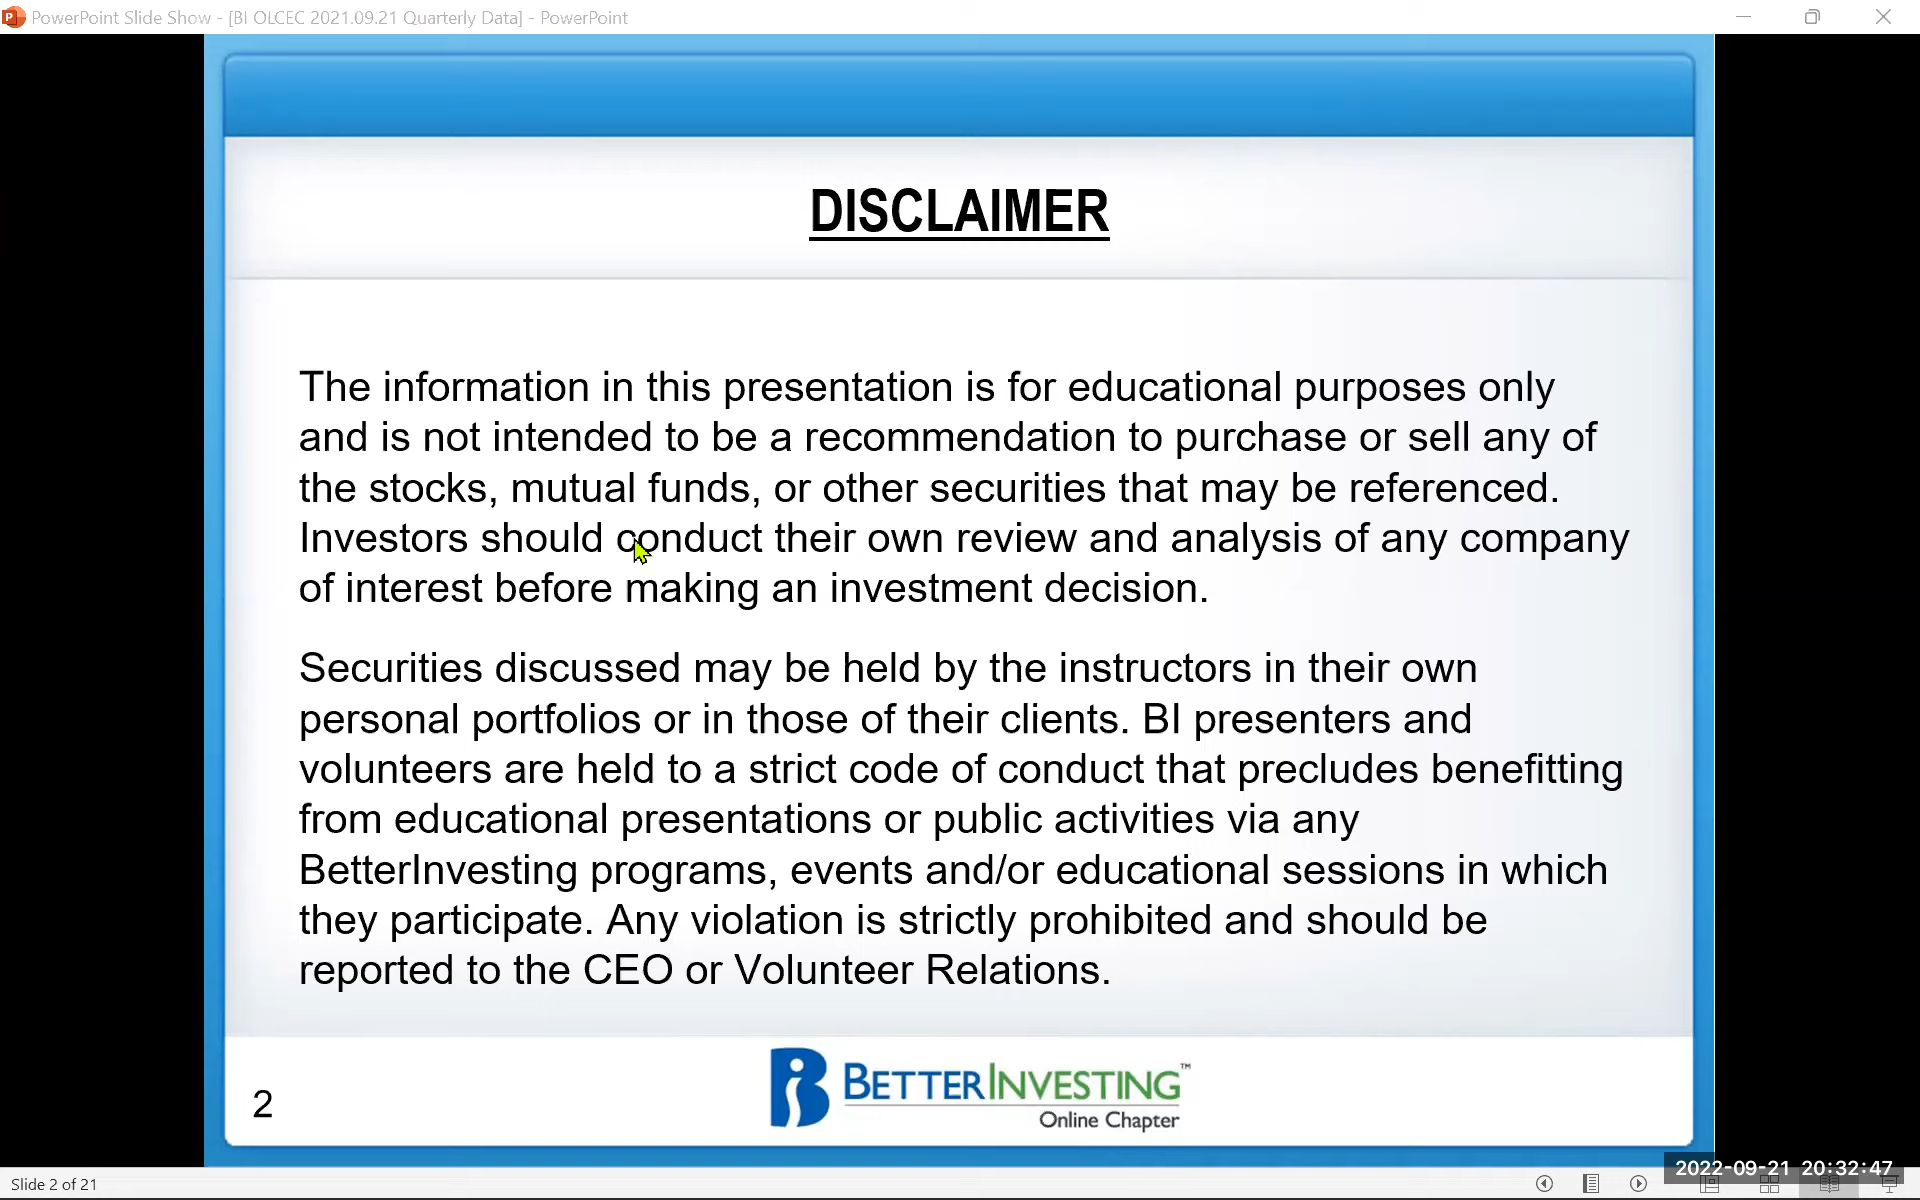 PowerPoint Slide Show - [BI OLCEC 2021.09.21 Quarterly Data] - PowerPoint
DISCLAIMER
The information in this presentation is for educational purposes only
and is not intended to be a recommendation to purchase or sell any of
the stocks, mutual funds, or other securities that may be referenced.
Investors should conduct their own review and analysis of any company
of interest before making an investment decision.
Securities discussed may be held by the instructors in their own
personal portfolios or in those of their clients. BI presenters and
volunteers are held to a strict code of conduct that precludes benefitting
from educational presentations or public activities via any
BetterInvesting programs, events and/or educational sessions in which
they participate. Any violation is strictly prohibited and should be
reported to the CEO or Volunteer Relations.
2
BETTERINVESTING™
Online Chapter
2022-09-21 20:32:47
Slide 2 of 21